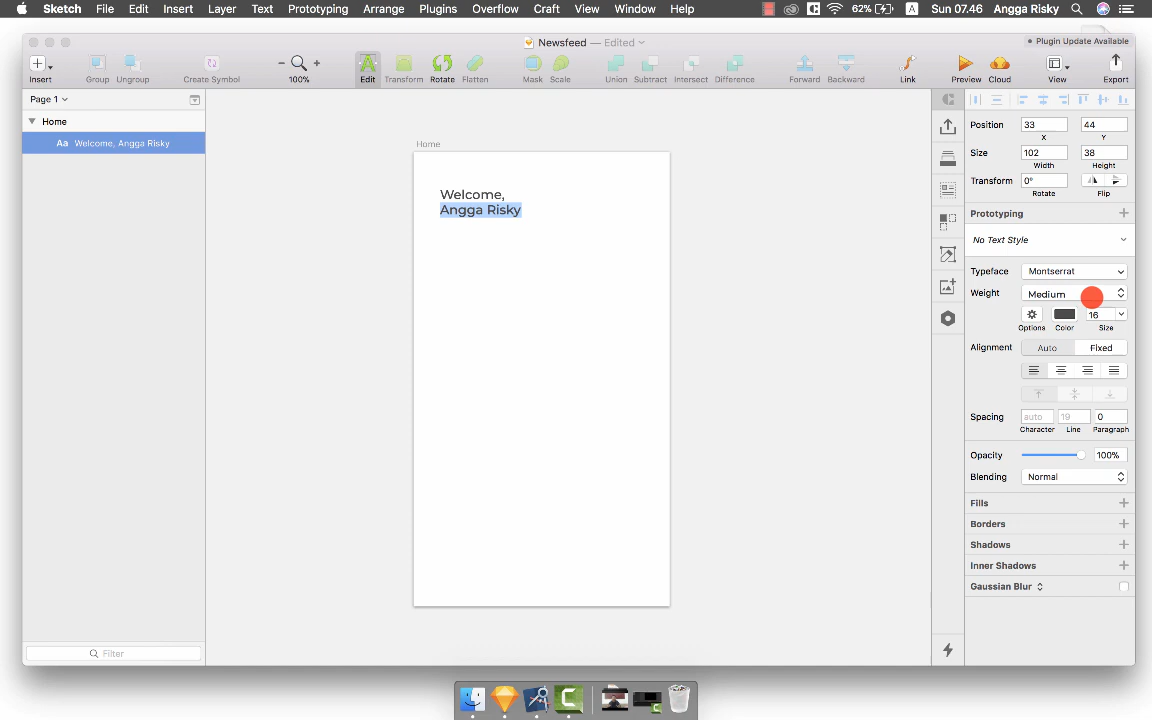 Sketch File Edit Insert Layer Text Prototyping Arrange Plugins Overflow Craft View Window Help 62% A Sun 07.46 Angga Risky
Newsfeed — Edited
Plugin Update Available
Insert Group Ungroup Create Symbol 100% Edit Transform Rotate Flatten Mask Scale Union Subtract Intersect Difference Forward Backward Link Preview Cloud View Export
Page 1
Home
Aa Welcome, Angga Risky
Filter
Home
Welcome,
Angga Risky
Position 33 44
X Y
Size 102 38
Width Height
Transform 0°
Rotate Flip
Prototyping
No Text Style
Typeface Montserrat
Weight Medium
16
Options Color Size
Alignment Auto Fixed
Spacing auto 19 0
Character Line Paragraph
Opacity 100%
Blending Normal
Fills
Borders
Shadows
Inner Shadows
Gaussian Blur